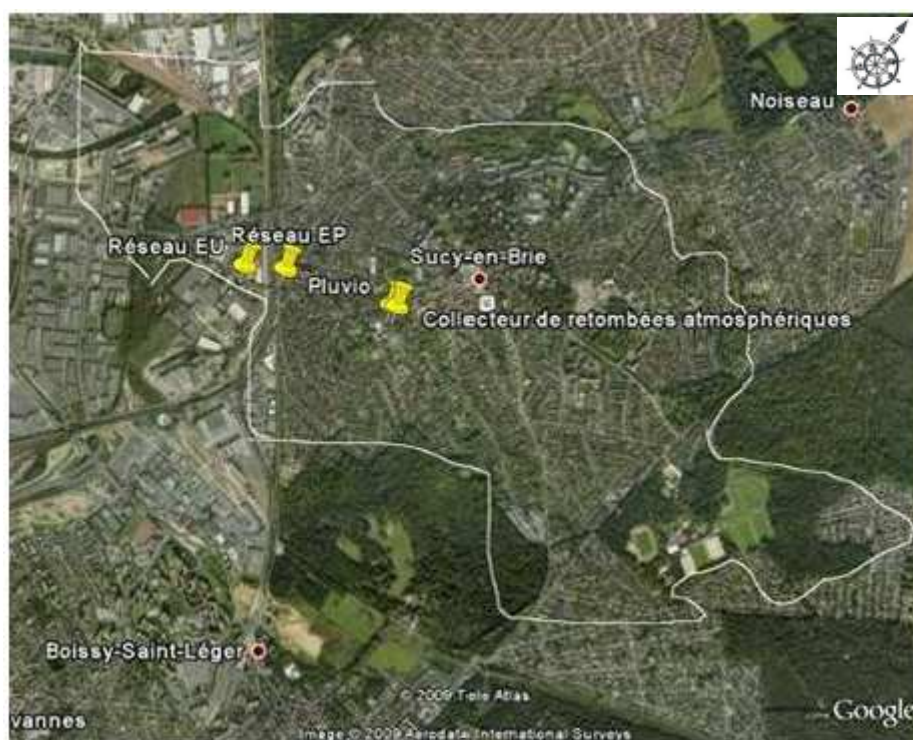 Noiseau
Réseau EU
Réseau EP
Sucy-en-Brie
Pluvio
Collecteur de retombées atmosphériques
Boissy-Saint-Léger
© 2009 Tele Atlas
vannes
Google
Image © 2009 Aerodata International Surveys